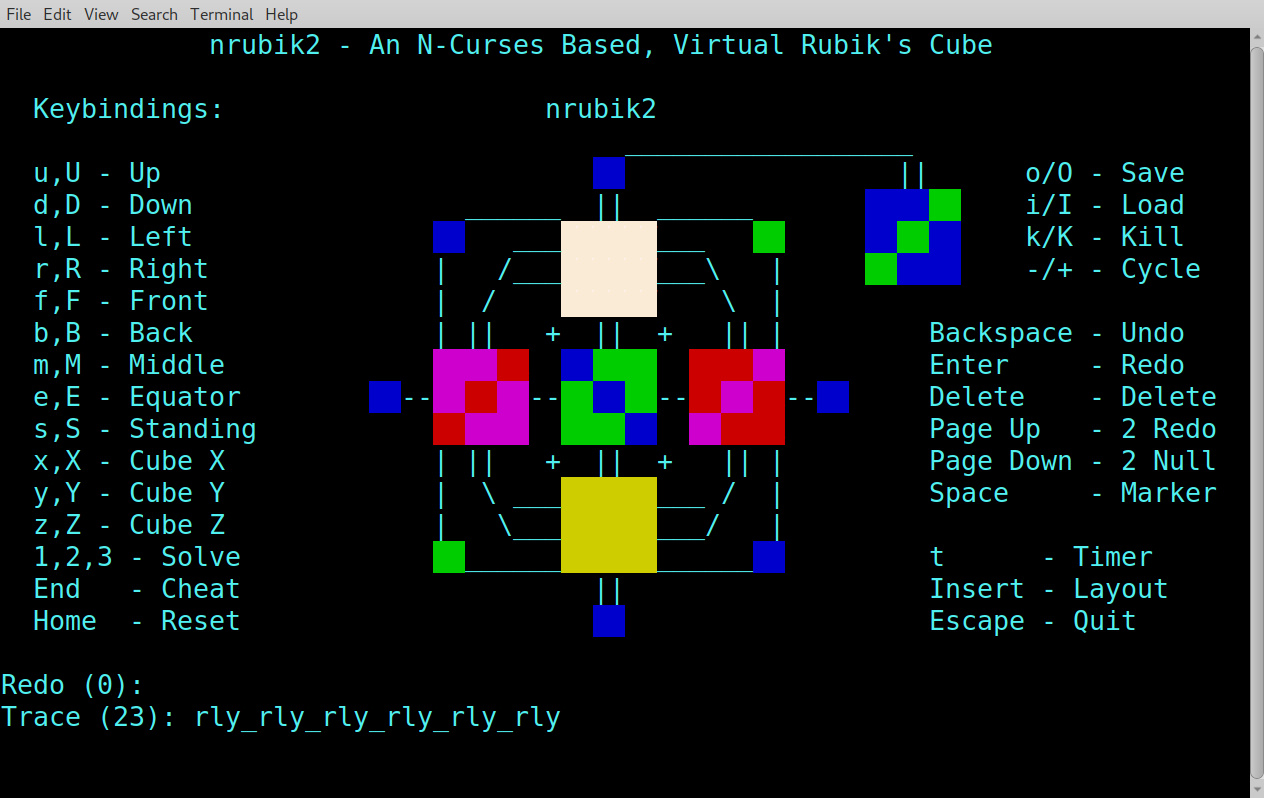 File Edit View Search Terminal Help
nrubik2 - An N-Curses Based, Virtual Rubik's Cube
Keybindings: nrubik2
u,U - Up o/O - Save
d,D - Down i/I - Load
l,L - Left k/K - Kill
r,R - Right -/+ - Cycle
f,F - Front
b,B - Back Backspace - Undo
m,M - Middle Enter - Redo
e,E - Equator Delete - Delete
s,S - Standing Page Up - 2 Redo
x,X - Cube X Page Down - 2 Null
y,Y - Cube Y Space - Marker
z,Z - Cube Z
1,2,3 - Solve t - Timer
End - Cheat Insert - Layout
Home - Reset Escape - Quit
Redo (0):
Trace (23): rly_rly_rly_rly_rly_rly